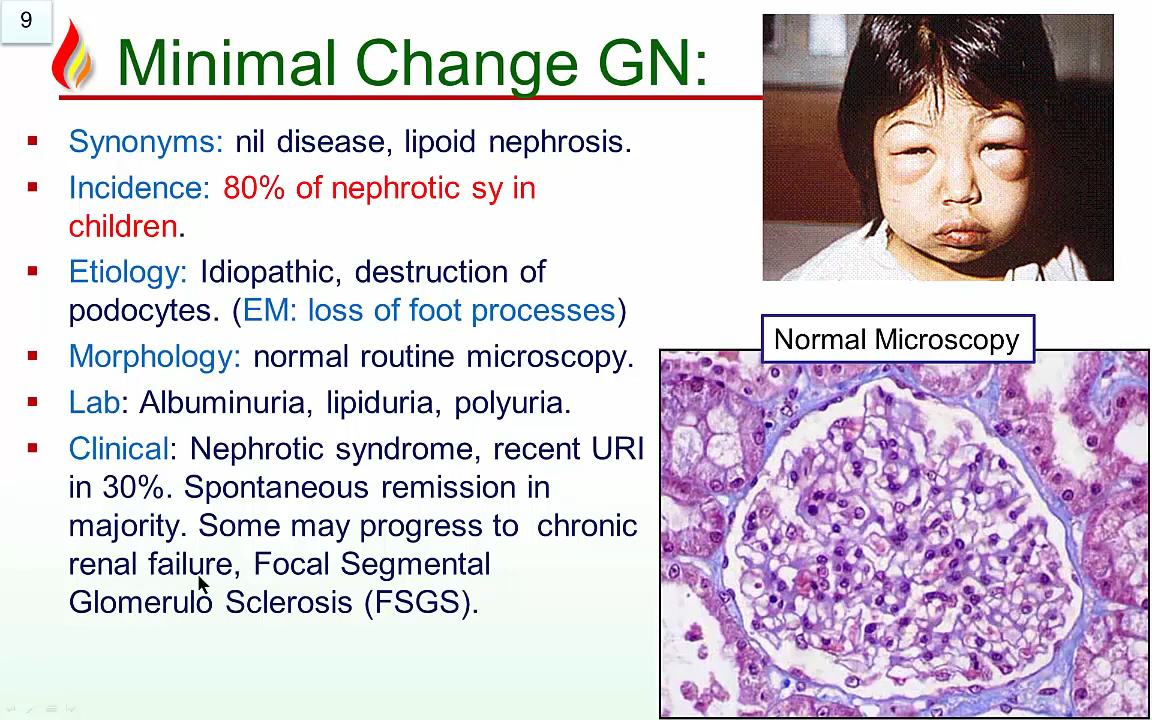 9
Minimal Change GN:
Synonyms: nil disease, lipoid nephrosis.
Incidence: 80% of nephrotic sy in
children.
Etiology: Idiopathic, destruction of
podocytes. (EM: loss of foot processes)
Morphology: normal routine microscopy.
Lab: Albuminuria, lipiduria, polyuria.
Clinical: Nephrotic syndrome, recent URI
in 30%. Spontaneous remission in
majority. Some may progress to  chronic
renal failure, Focal Segmental
Glomerulo Sclerosis (FSGS).
Normal Microscopy